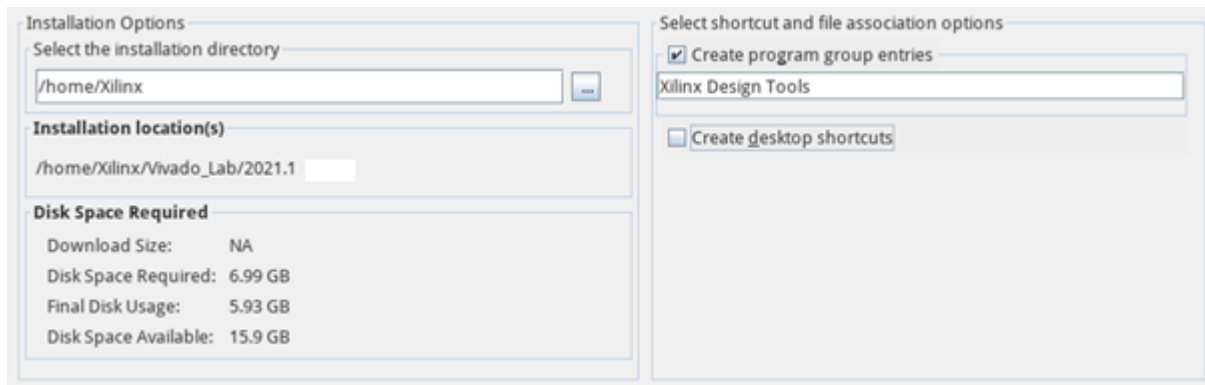 Installation Options
Select the installation directory
/home/Xilinx
...
Installation location(s)
/home/Xilinx/Vivado_Lab/2021.1
Disk Space Required
Download Size: NA
Disk Space Required: 6.99 GB
Final Disk Usage: 5.93 GB
Disk Space Available: 15.9 GB
Select shortcut and file association options
Create program group entries
Xilinx Design Tools
Create desktop shortcuts